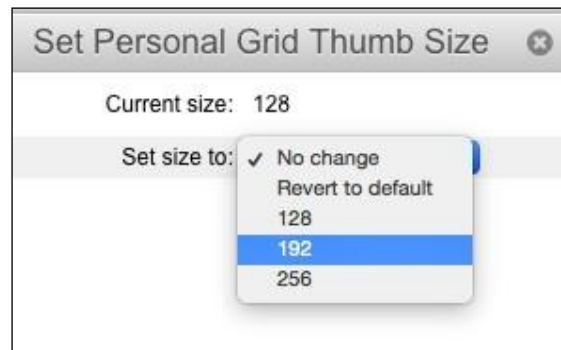 Set Personal Grid Thumb Size
Current size: 128
Set size to: ✓ No change
Revert to default
128
192
256